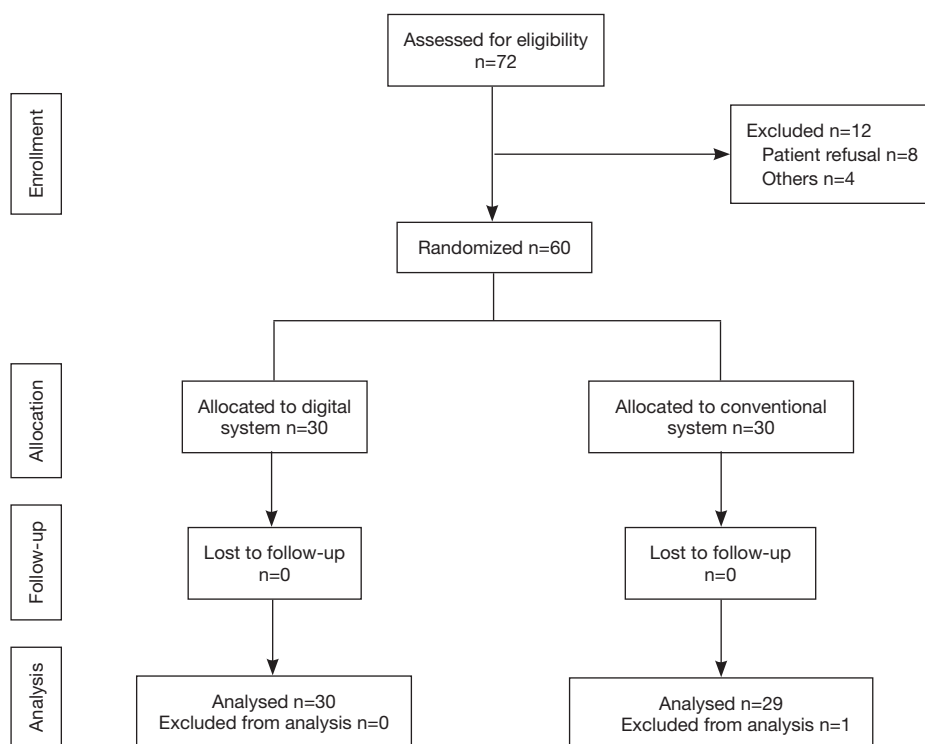 Assessed for eligibility
n=72
Enrollment
Excluded n=12
Patient refusal n=8
Others n=4
Randomized n=60
Allocation
Allocated to digital
system n=30
Allocated to conventional
system n=30
Follow-up
Lost to follow-up
n=0
Lost to follow-up
n=0
Analysis
Analysed n=30
Excluded from analysis n=0
Analysed n=29
Excluded from analysis n=1